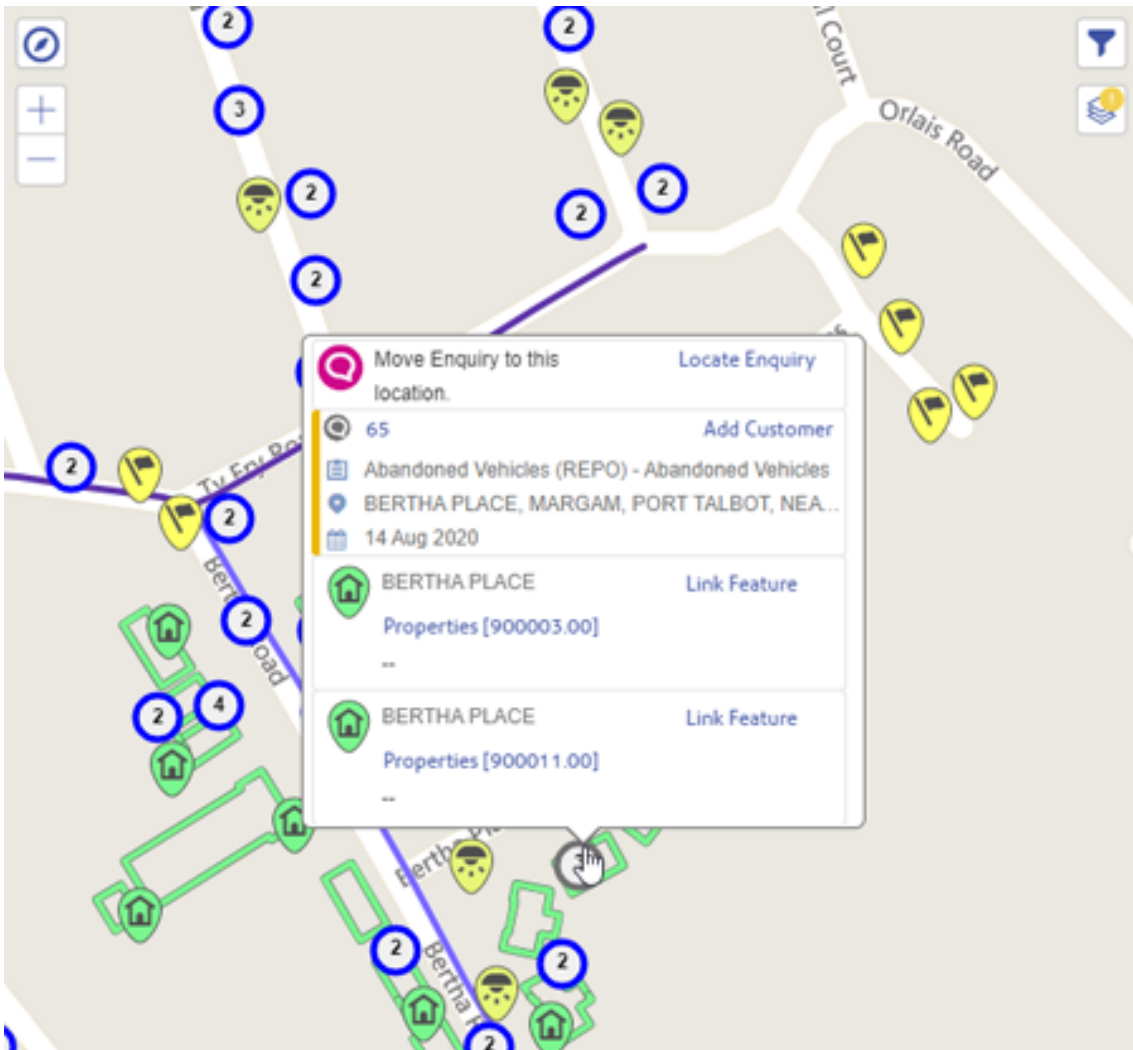 2
2
3
Court
Orlais Road
2
2
2
2
Move Enquiry to this
Locate Enquiry
location.
65
Add Customer
Abandoned Vehicles (REPO) - Abandoned Vehicles
BERTHA PLACE, MARGAM, PORT TALBOT, NEA...
14 Aug 2020
2
Ty Fry
2
BERTHA PLACE
Link Feature
Properties [900003.00]
--
2
2
4
BERTHA PLACE
Link Feature
Properties [900011.00]
--
Bertha
3
2
Bertha
2
2